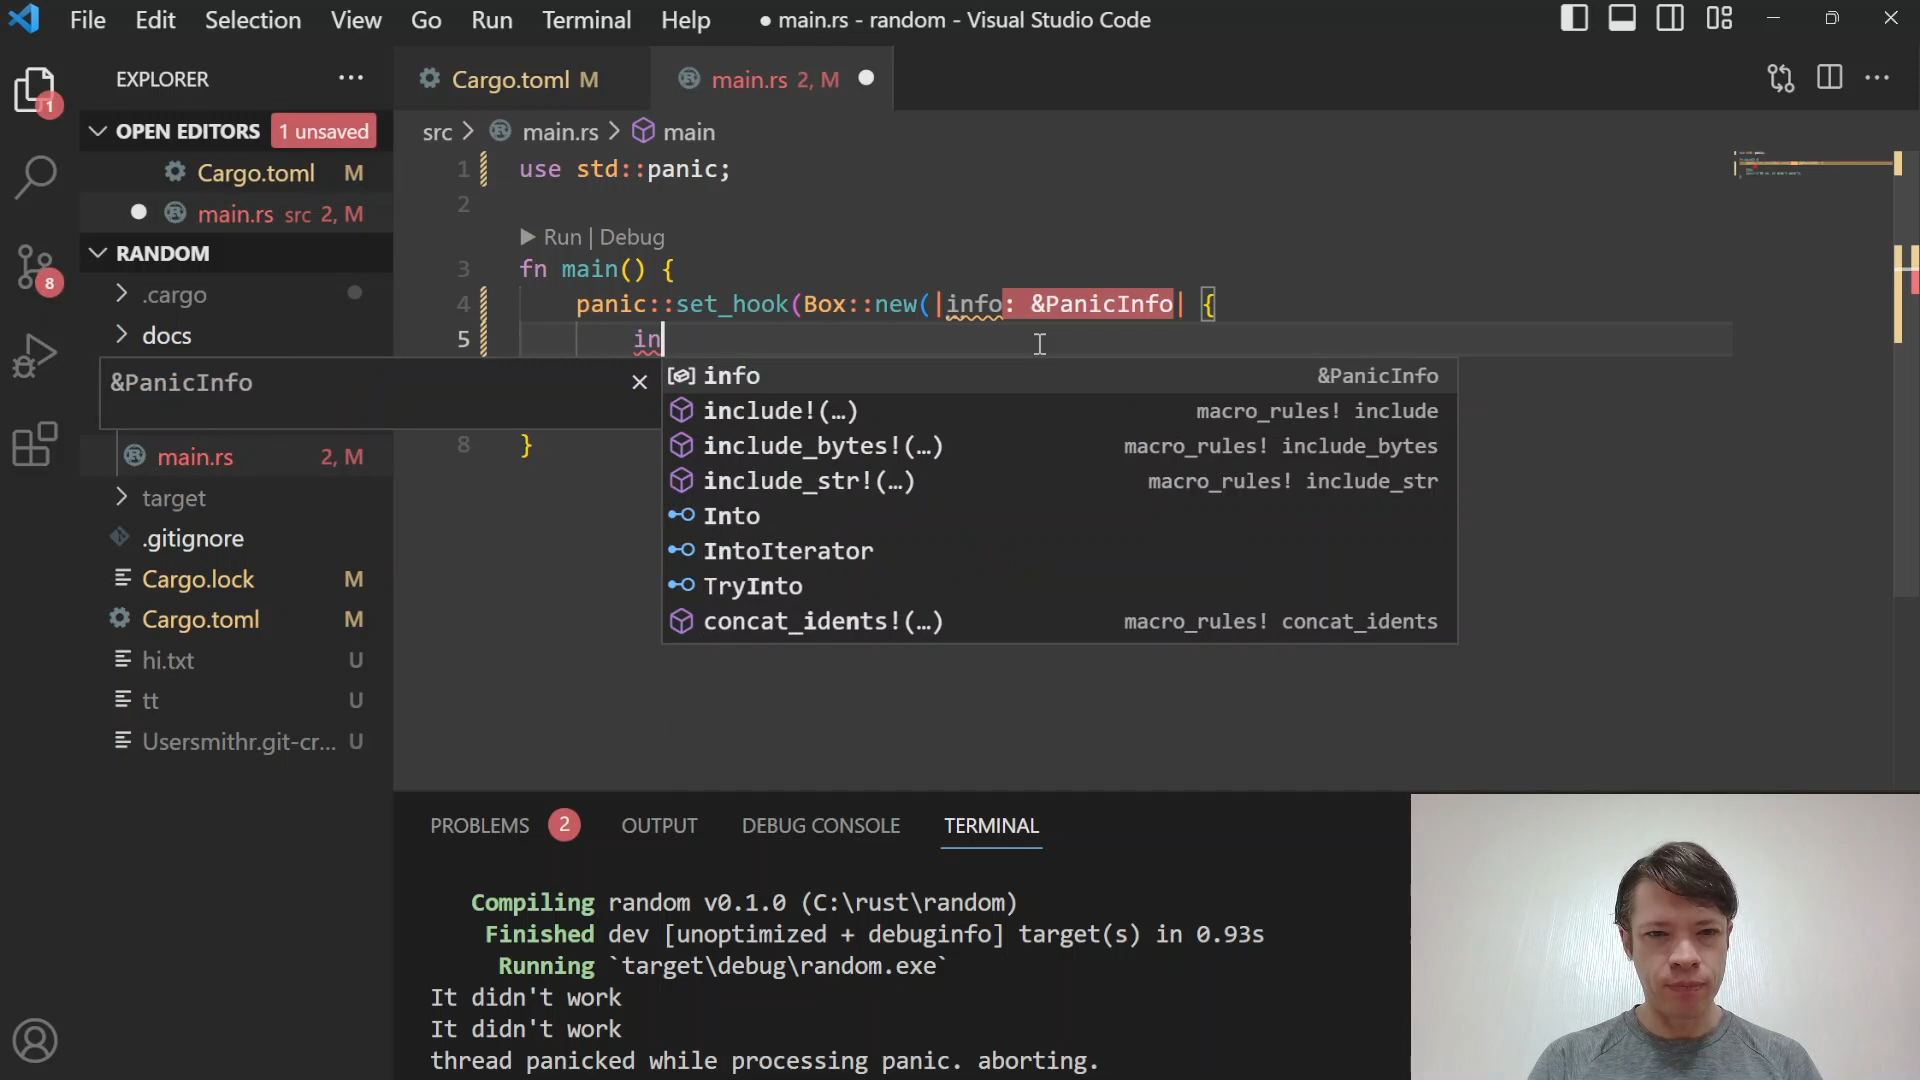 File Edit Selection View Go Run Terminal Help ● main.rs - random - Visual Studio Code
EXPLORER
OPEN EDITORS 1 unsaved
Cargo.toml M
main.rs src 2, M
RANDOM
.cargo
docs
&PanicInfo
main.rs 2, M
target
.gitignore
Cargo.lock M
Cargo.toml M
hi.txt U
tt U
Usersmithr.git-cr... U
1
8
Cargo.toml M main.rs 2, M
src > main.rs > main
1 use std::panic;
2
Run | Debug
3 fn main() {
4 panic::set_hook(Box::new(|info: &PanicInfo| {
5 in
info &PanicInfo
include!(…) macro_rules! include
include_bytes!(…) macro_rules! include_bytes
include_str!(…) macro_rules! include_str
Into
IntoIterator
TryInto
concat_idents!(…) macro_rules! concat_idents
8 }
PROBLEMS 2 OUTPUT DEBUG CONSOLE TERMINAL
Compiling random v0.1.0 (C:\rust\random)
Finished dev [unoptimized + debuginfo] target(s) in 0.93s
Running `target\debug\random.exe`
It didn't work
It didn't work
thread panicked while processing panic. aborting.